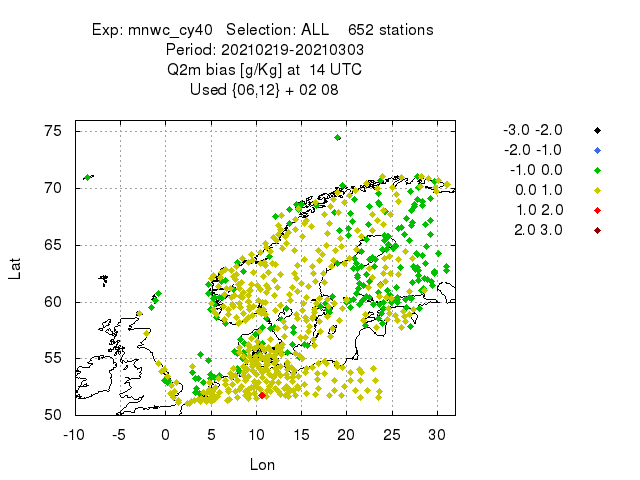 Exp: mnwc_cy40   Selection: ALL    652 stations
Period: 20210219-20210303
Q2m bias [g/Kg] at  14 UTC
Used {06,12} + 02 08
-3.0 -2.0
-2.0 -1.0
-1.0 0.0
0.0 1.0
1.0 2.0
2.0 3.0
75
70
65
60
55
50
Lat
-10 -5 0 5 10 15 20 25 30
Lon